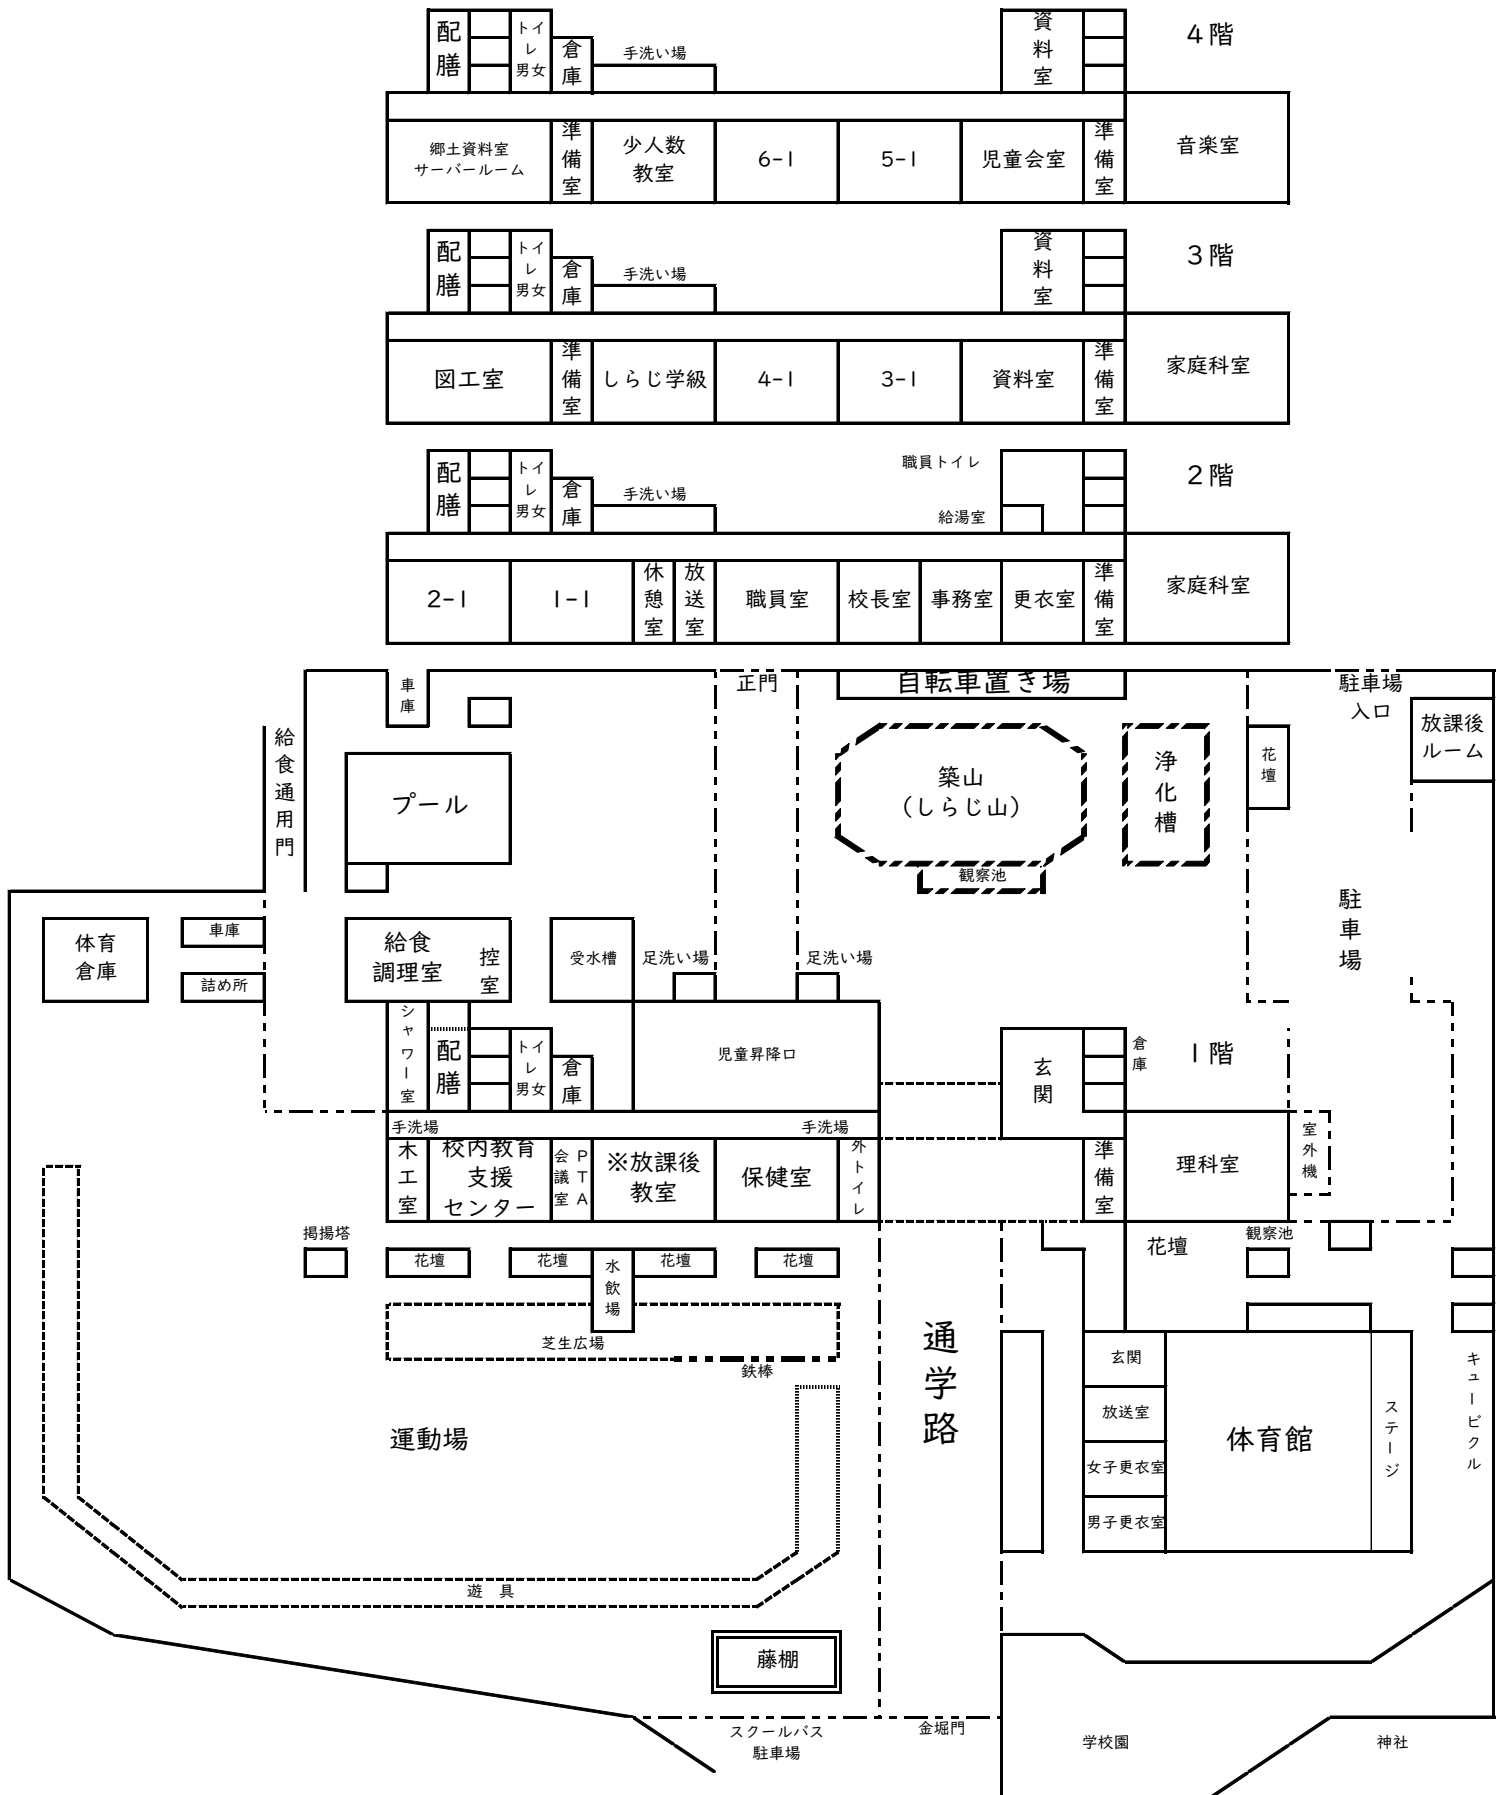 4階
配膳
トイレ
男女
倉庫
手洗い場
資料室
郷土資料室
サーバールーム
準備室
少人数
教室
6-1
5-1
児童会室
準備室
音楽室
3階
配膳
トイレ
男女
倉庫
手洗い場
資料室
図工室
準備室
しらじ学級
4-1
3-1
資料室
準備室
家庭科室
2階
配膳
トイレ
男女
倉庫
手洗い場
職員トイレ
給湯室
2-1
1-1
休憩室
放送室
職員室
校長室
事務室
更衣室
準備室
家庭科室
車庫
正門
自転車置き場
駐車場
入口
放課後
ルーム
給食通用門
プール
築山
(しらじ山)
観察池
浄化槽
花壇
駐車場
体育
倉庫
車庫
詰め所
給食
調理室
控室
受水槽
足洗い場
足洗い場
シャワー室
配膳
トイレ
男女
倉庫
児童昇降口
玄関
倉庫
1階
手洗場
手洗場
木工室
校内教育
支援
センター
PTA
会議室
※放課後
教室
保健室
外トイレ
準備室
理科室
室外機
掲揚塔
花壇
花壇
水飲場
花壇
花壇
花壇
観察池
芝生広場
鉄棒
運動場
通学路
玄関
放送室
女子更衣室
男子更衣室
体育館
ステージ
キュービクル
遊 具
藤棚
スクールバス
駐車場
金堀門
学校園
神社